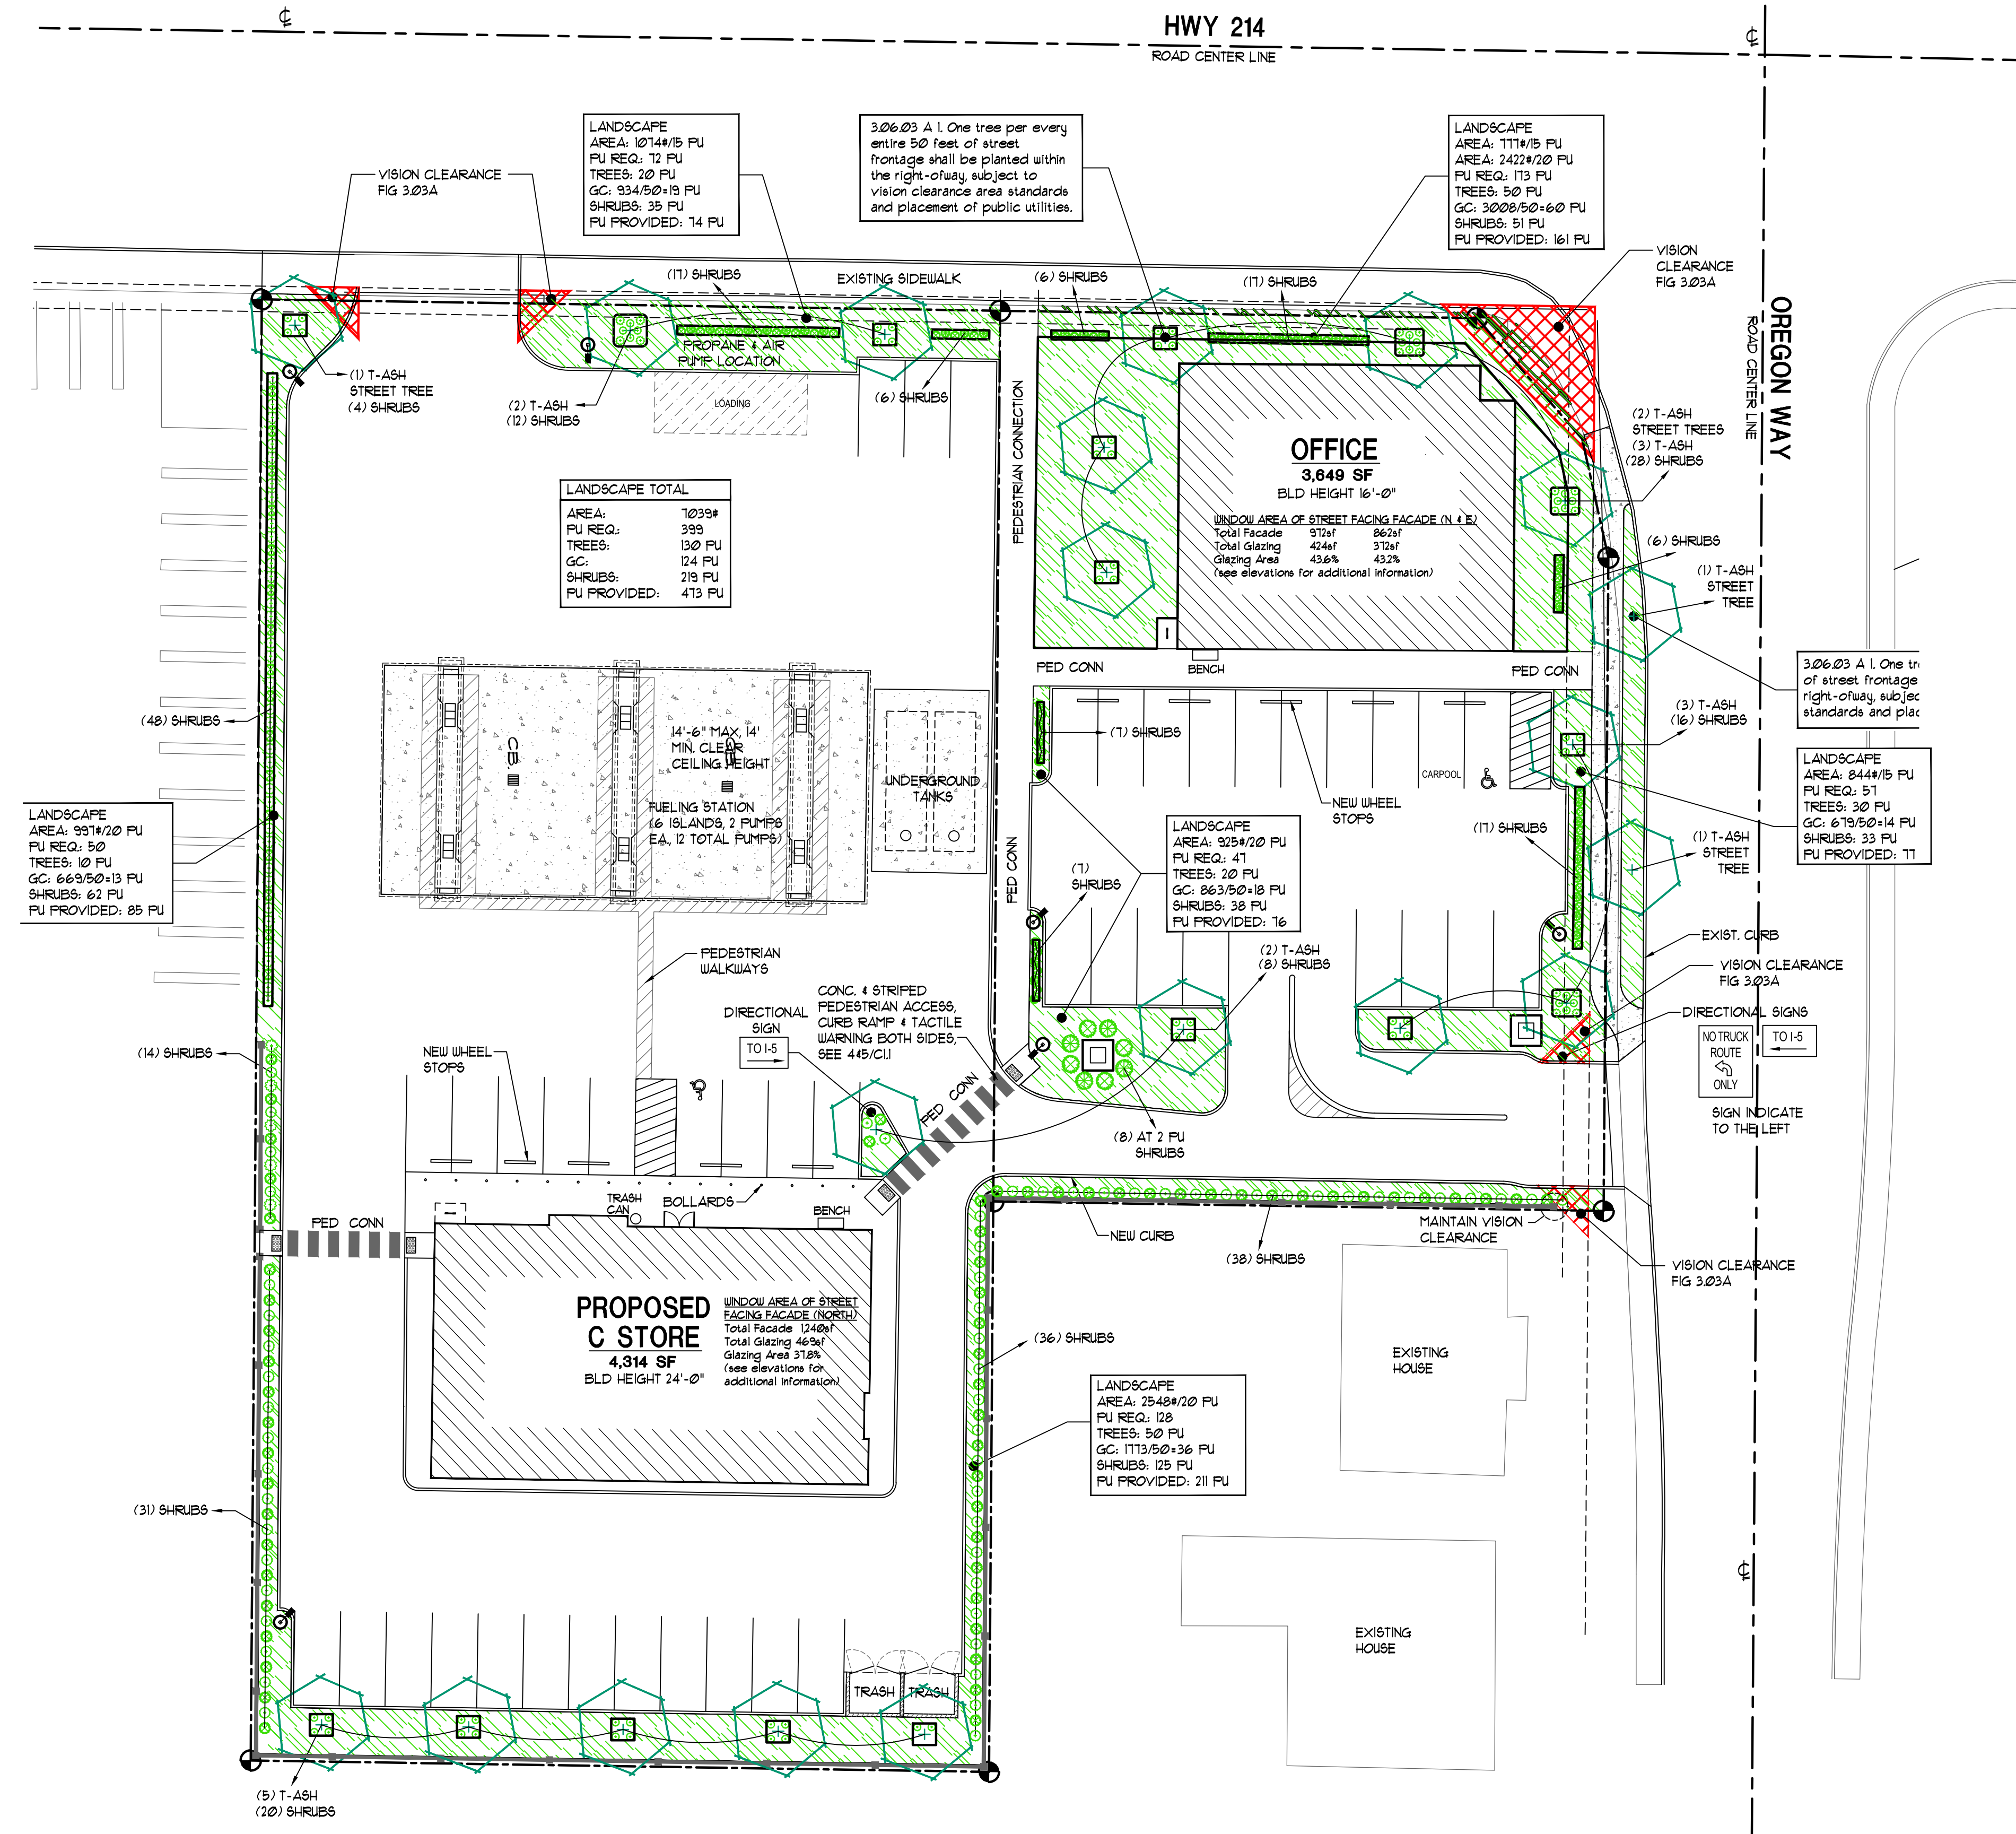 HWY 214
ROAD CENTER LINE
LANDSCAPE
AREA: 1074#/15 PU
PU REQ.: 72 PU
TREES: 20 PU
GC: 934/50=19 PU
SHRUBS: 35 PU
PU PROVIDED: 74 PU
3.06.03 A 1. One tree per every
entire 50 feet of street
frontage shall be planted within
the right-ofway, subject to
vision clearance area standards
and placement of public utilities.
LANDSCAPE
AREA: 777#/15 PU
AREA: 2422#/20 PU
PU REQ.: 173 PU
TREES: 50 PU
GC: 3008/50=60 PU
SHRUBS: 51 PU
PU PROVIDED: 161 PU
VISION CLEARANCE
FIG 3.03A
VISION
CLEARANCE
FIG 3.03A
(17) SHRUBS
EXISTING SIDEWALK
(6) SHRUBS
(17) SHRUBS
OREGON WAY
ROAD CENTER LINE
PROPANE & AIR
PUMP LOCATION
(1) T-ASH
STREET TREE
(4) SHRUBS
(2) T-ASH
(12) SHRUBS
LOADING
(6) SHRUBS
PEDESTRIAN CONNECTION
OFFICE
3,649 SF
BLD HEIGHT 16'-0"
WINDOW AREA OF STREET FACING FACADE (N & E)
Total Facade 972sf 862sf
Total Glazing 424sf 372sf
Glazing Area 43.6% 43.2%
(see elevations for additional information)
(2) T-ASH
STREET TREES
(3) T-ASH
(28) SHRUBS
LANDSCAPE TOTAL
AREA: 7039#
PU REQ.: 399
TREES: 130 PU
GC: 124 PU
SHRUBS: 219 PU
PU PROVIDED: 473 PU
(6) SHRUBS
(1) T-ASH
STREET
TREE
PED CONN
BENCH
PED CONN
3.06.03 A 1. One tr
of street frontage
right-ofway, subjec
standards and plac
(48) SHRUBS
C.B.
C.B.
14'-6" MAX, 14'
MIN. CLEAR
CEILING HEIGHT
FUELING STATION
(6 ISLANDS, 2 PUMPS
EA., 12 TOTAL PUMPS)
UNDERGROUND
TANKS
(7) SHRUBS
CARPOOL
NEW WHEEL
STOPS
(3) T-ASH
(16) SHRUBS
LANDSCAPE
AREA: 844#/15 PU
PU REQ.: 57
TREES: 30 PU
GC: 679/50=14 PU
SHRUBS: 33 PU
PU PROVIDED: 77
LANDSCAPE
AREA: 997#/20 PU
PU REQ.: 50
TREES: 10 PU
GC: 669/50=13 PU
SHRUBS: 62 PU
PU PROVIDED: 85 PU
LANDSCAPE
AREA: 925#/20 PU
PU REQ.: 47
TREES: 20 PU
GC: 863/50=18 PU
SHRUBS: 38 PU
PU PROVIDED: 76
(17) SHRUBS
(1) T-ASH
STREET
TREE
PED CONN
(7)
SHRUBS
PEDESTRIAN
WALKWAYS
(2) T-ASH
(8) SHRUBS
EXIST. CURB
VISION CLEARANCE
FIG 3.03A
DIRECTIONAL SIGNS
NO TRUCK
ROUTE
ONLY
TO I-5
SIGN INDICATE
TO THE LEFT
CONC. & STRIPED
PEDESTRIAN ACCESS,
CURB RAMP & TACTILE
WARNING BOTH SIDES,
SEE 445/C1.1
DIRECTIONAL
SIGN
TO I-5
(14) SHRUBS
NEW WHEEL
STOPS
PED CONN
(8) AT 2 PU
SHRUBS
TRASH
CAN
BOLLARDS
BENCH
PED CONN
NEW CURB
(38) SHRUBS
MAINTAIN VISION
CLEARANCE
VISION CLEARANCE
FIG 3.03A
PROPOSED
C STORE
4,314 SF
BLD HEIGHT 24'-0"
WINDOW AREA OF STREET
FACING FACADE (NORTH)
Total Facade 1,240sf
Total Glazing 469sf
Glazing Area 37.8%
(see elevations for
additional information)
(36) SHRUBS
EXISTING
HOUSE
LANDSCAPE
AREA: 2548#/20 PU
PU REQ.: 128
TREES: 50 PU
GC: 1773/50=36 PU
SHRUBS: 125 PU
PU PROVIDED: 211 PU
(31) SHRUBS
EXISTING
HOUSE
TRASH
TRASH
(5) T-ASH
(20) SHRUBS